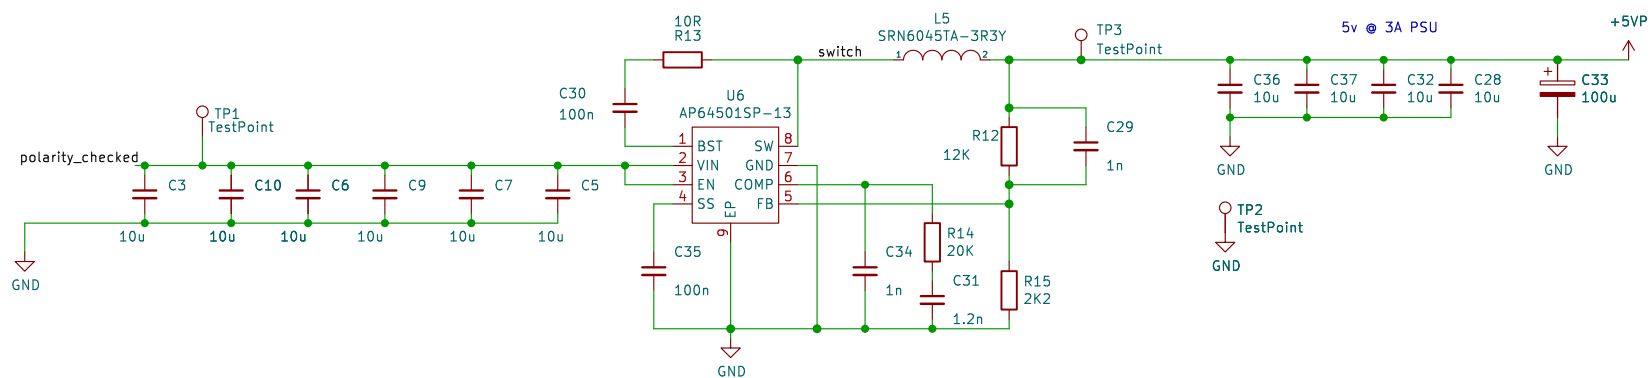 5v @ 3A PSU
+5VP
L5
SRN6045TA-3R3Y
1
2
TP3
TestPoint
10R
R13
switch
C30
100n
U6
AP64501SP-13
1 BST
2 VIN
3 EN
4 SS
SW 8
GND 7
COMP 6
FB 5
EP
9
TP1
TestPoint
polarity_checked
C3
10u
C10
10u
C6
10u
C9
10u
C7
10u
C5
10u
GND
C35
100n
GND
C34
1n
R14
20K
C31
1.2n
R12
12K
C29
1n
R15
2K2
C36
10u
C37
10u
C32
10u
C28
10u
+
C33
100u
GND
GND
TP2
TestPoint
GND